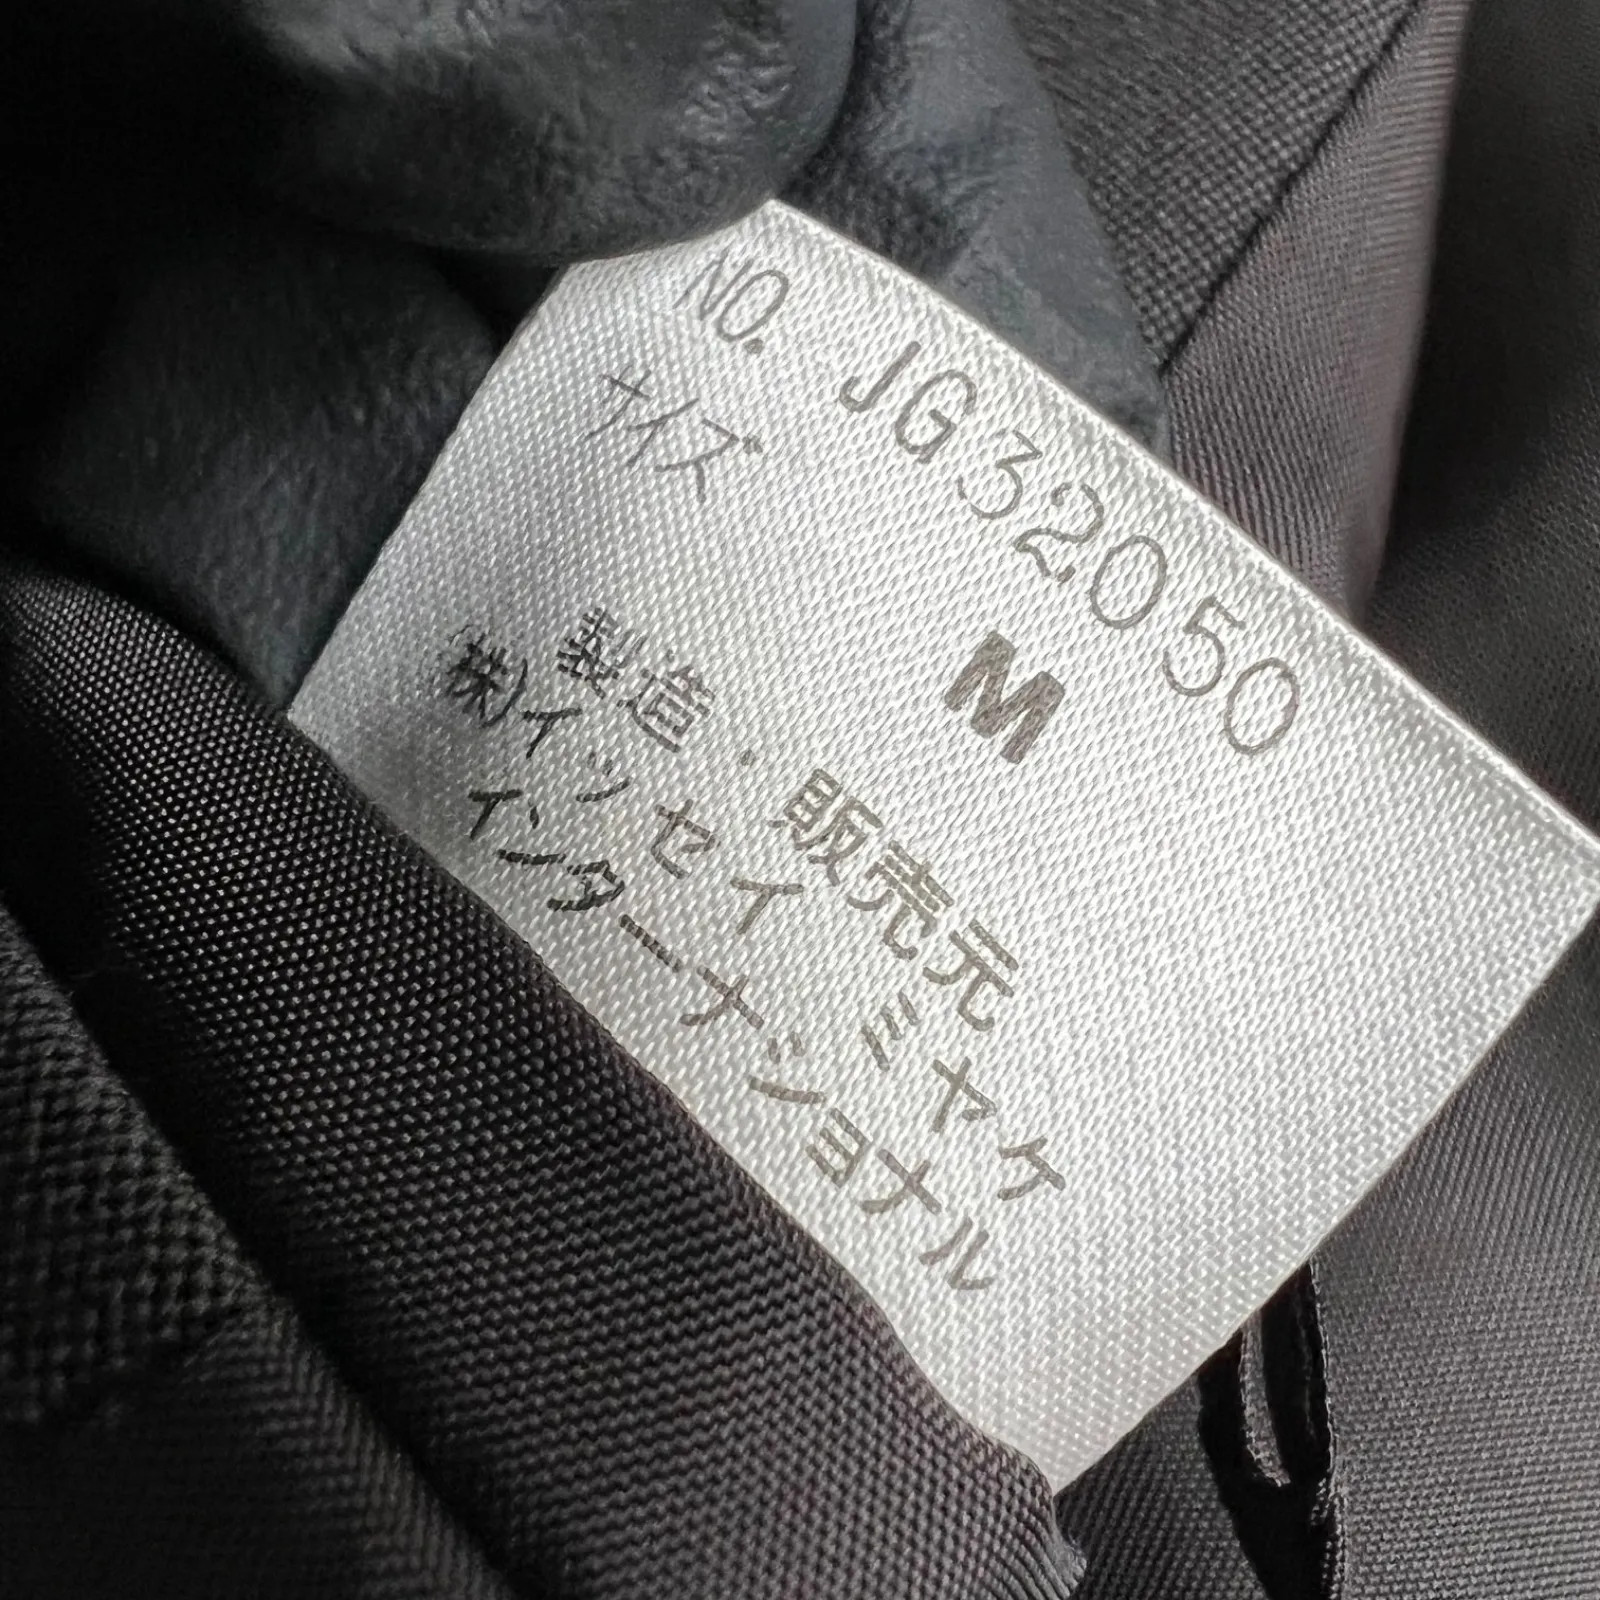 NO. JG32050
サイズ M
製造・販売元
(株)イッセイ ミヤケ
インターナショナル